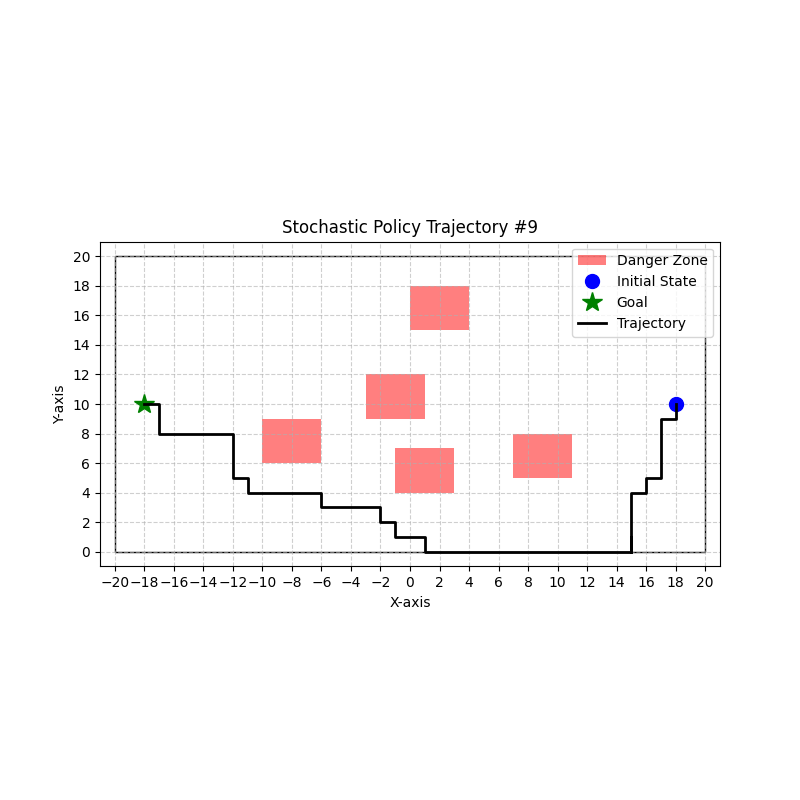 Stochastic Policy Trajectory #9
Danger Zone
Initial State
Goal
Trajectory
Y-axis
20
18
16
14
12
10
8
6
4
2
0
−20 −18 −16 −14 −12 −10 −8 −6 −4 −2 0 2 4 6 8 10 12 14 16 18 20
X-axis